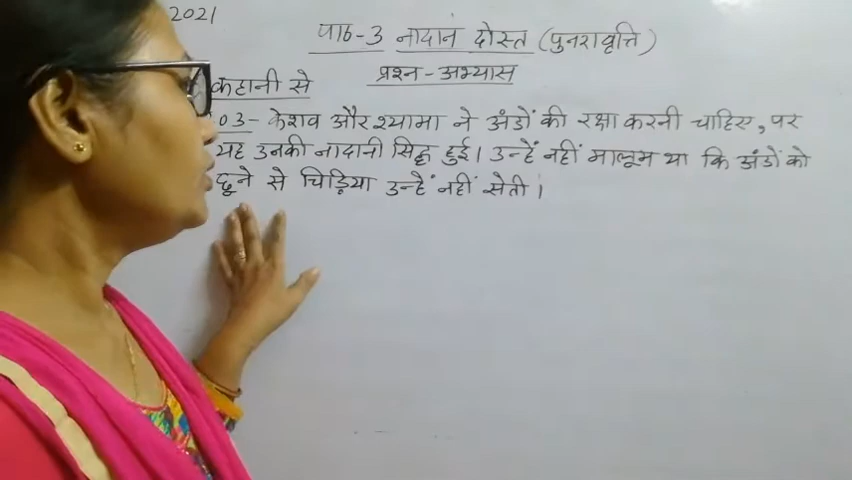 2021
पाठ-3 नादान दोस्त (पुनरावृत्ति)
प्रश्न-अभ्यास
कहानी से
03- केशव और श्यामा ने अंडों की रक्षा करनी चाहिए, पर
यह उनकी नादानी सिद्ध हुई। उन्हें नहीं मालूम था कि अंडों को
छूने से चिड़िया उन्हें नहीं सेती।